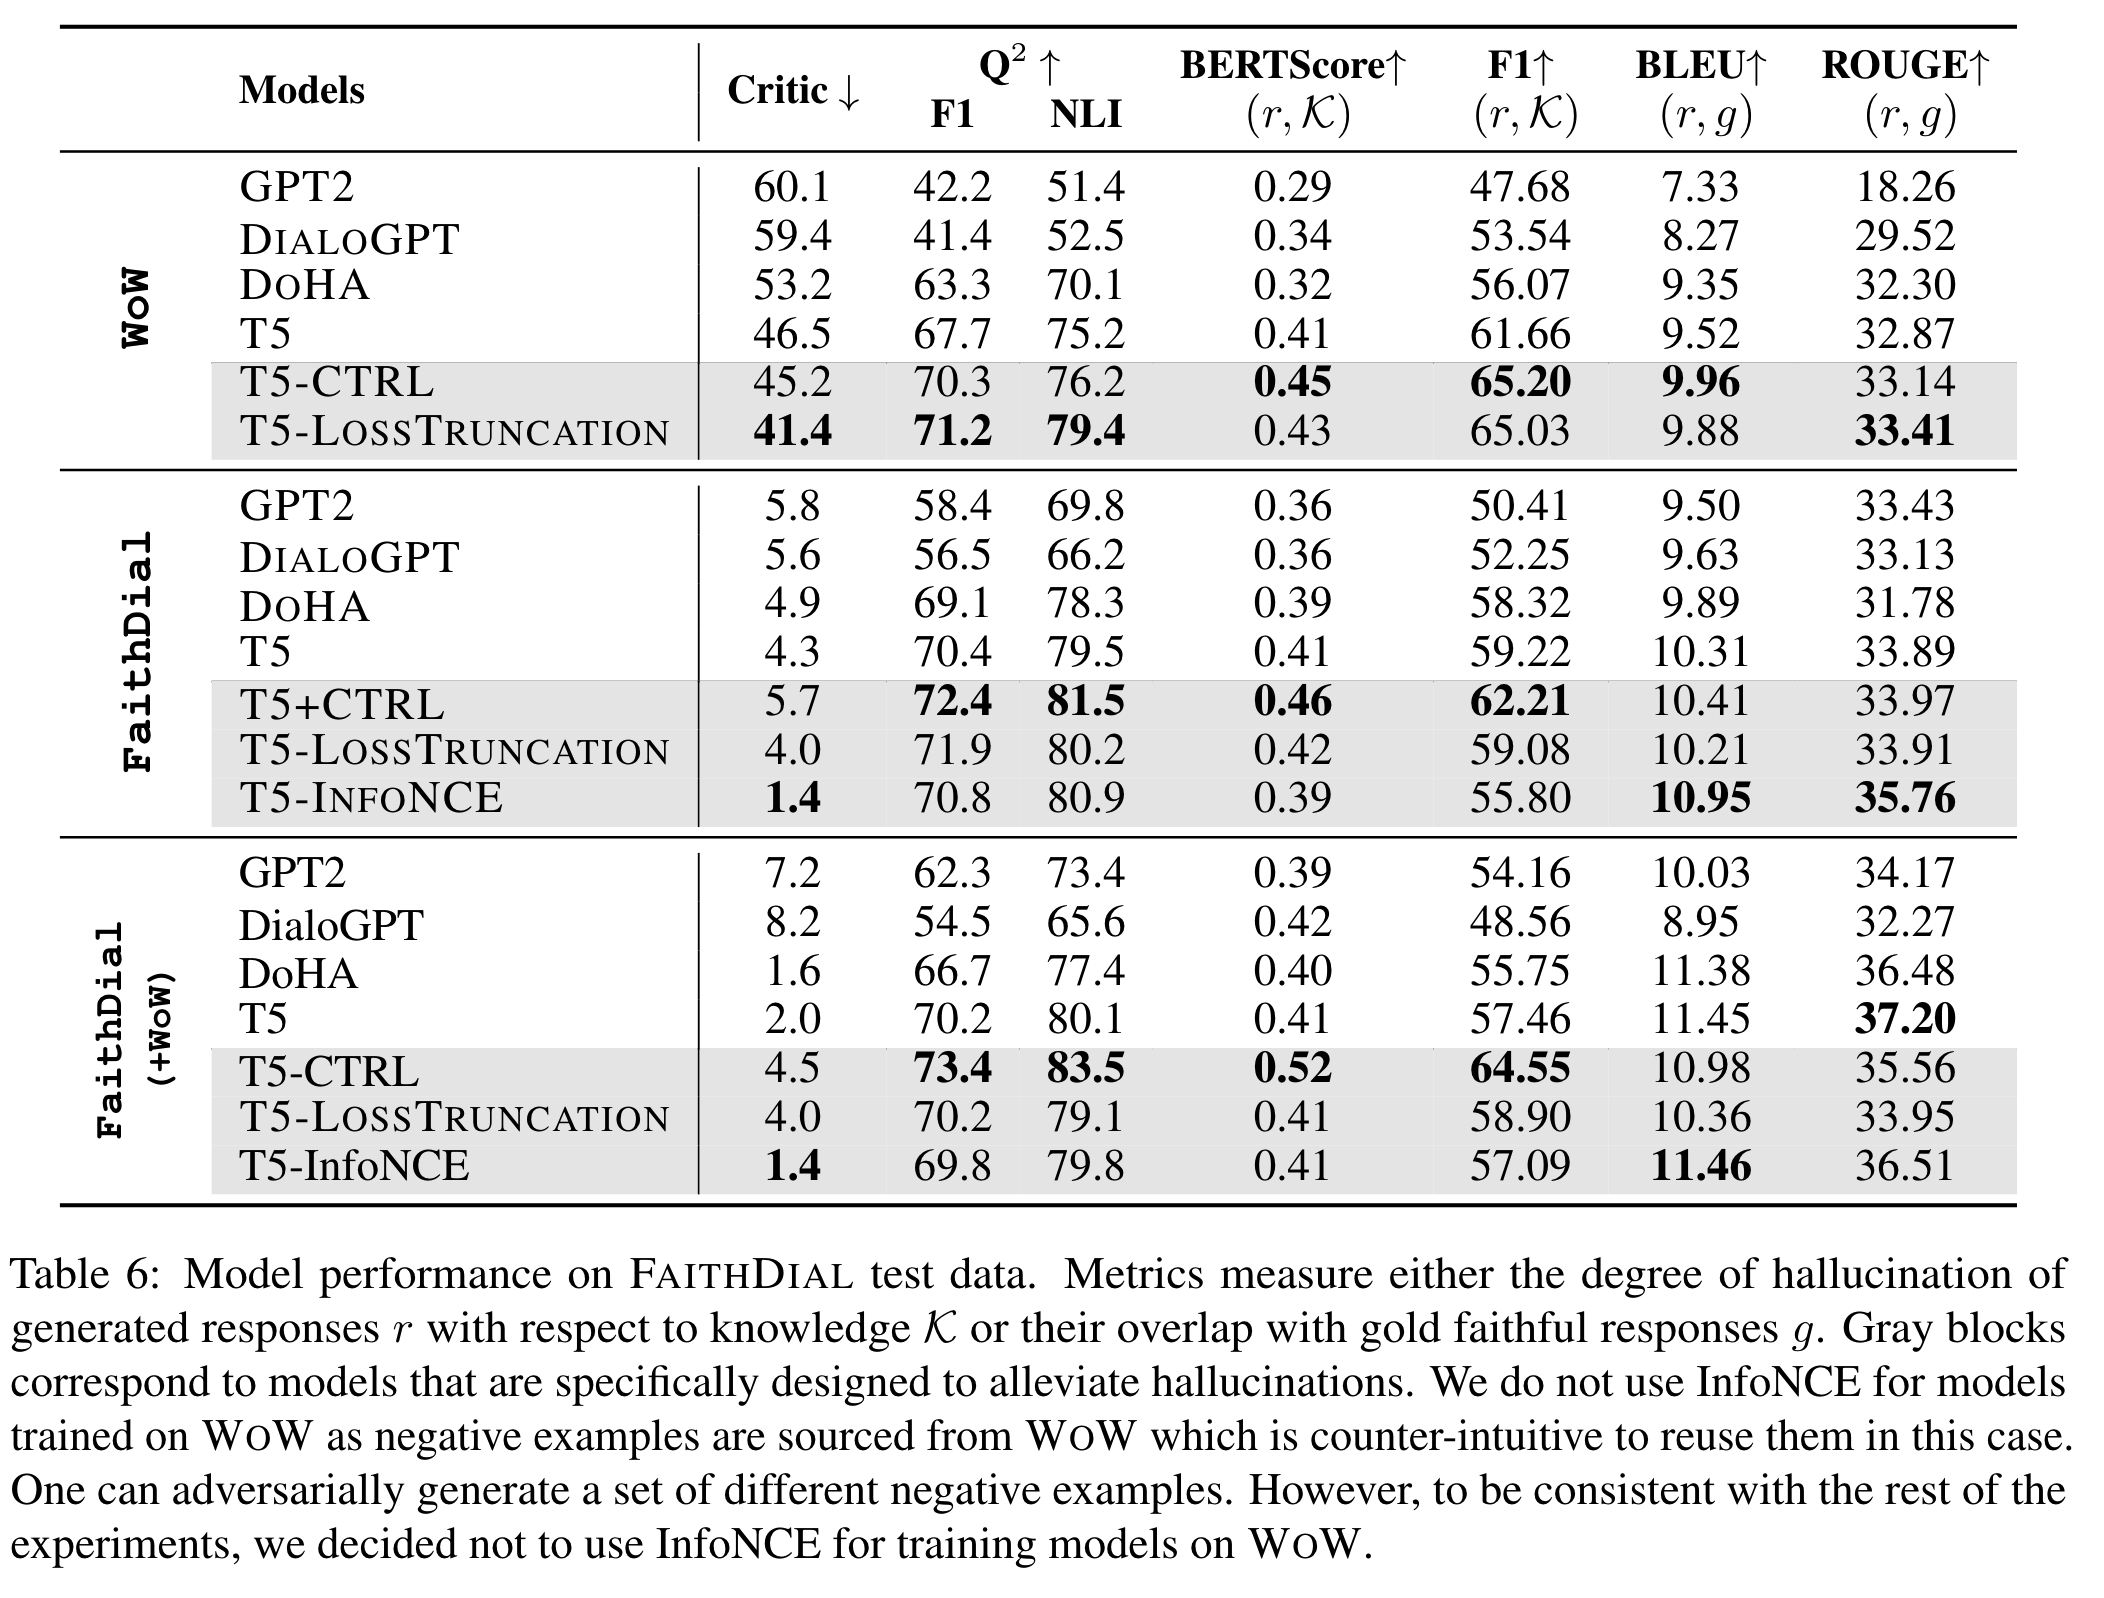 Models Critic ↓ Q² ↑ BERTScore↑ F1↑ BLEU↑ ROUGE↑
F1 NLI (r, 𝒦) (r, 𝒦) (r, g) (r, g)
WoW
GPT2 60.1 42.2 51.4 0.29 47.68 7.33 18.26
DIALOGPT 59.4 41.4 52.5 0.34 53.54 8.27 29.52
DOHA 53.2 63.3 70.1 0.32 56.07 9.35 32.30
T5 46.5 67.7 75.2 0.41 61.66 9.52 32.87
T5-CTRL 45.2 70.3 76.2 0.45 65.20 9.96 33.14
T5-LOSSTRUNCATION 41.4 71.2 79.4 0.43 65.03 9.88 33.41
FaithDial
GPT2 5.8 58.4 69.8 0.36 50.41 9.50 33.43
DIALOGPT 5.6 56.5 66.2 0.36 52.25 9.63 33.13
DOHA 4.9 69.1 78.3 0.39 58.32 9.89 31.78
T5 4.3 70.4 79.5 0.41 59.22 10.31 33.89
T5+CTRL 5.7 72.4 81.5 0.46 62.21 10.41 33.97
T5-LOSSTRUNCATION 4.0 71.9 80.2 0.42 59.08 10.21 33.91
T5-INFONCE 1.4 70.8 80.9 0.39 55.80 10.95 35.76
FaithDial
(+WoW)
GPT2 7.2 62.3 73.4 0.39 54.16 10.03 34.17
DialoGPT 8.2 54.5 65.6 0.42 48.56 8.95 32.27
DoHA 1.6 66.7 77.4 0.40 55.75 11.38 36.48
T5 2.0 70.2 80.1 0.41 57.46 11.45 37.20
T5-CTRL 4.5 73.4 83.5 0.52 64.55 10.98 35.56
T5-LOSSTRUNCATION 4.0 70.2 79.1 0.41 58.90 10.36 33.95
T5-InfoNCE 1.4 69.8 79.8 0.41 57.09 11.46 36.51
Table 6: Model performance on FAITHDIAL test data. Metrics measure either the degree of hallucination of
generated responses r with respect to knowledge 𝒦 or their overlap with gold faithful responses g. Gray blocks
correspond to models that are specifically designed to alleviate hallucinations. We do not use InfoNCE for models
trained on WOW as negative examples are sourced from WOW which is counter-intuitive to reuse them in this case.
One can adversarially generate a set of different negative examples. However, to be consistent with the rest of the
experiments, we decided not to use InfoNCE for training models on WOW.